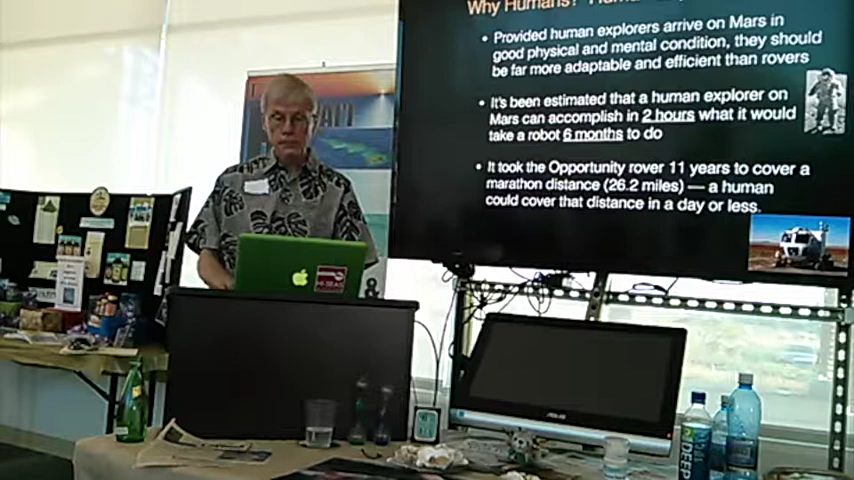 Why Humans?
• Provided human explorers arrive on Mars in
good physical and mental condition, they should
be far more adaptable and efficient than rovers
• It's been estimated that a human explorer on
Mars can accomplish in 2 hours what it would
take a robot 6 months to do
• It took the Opportunity rover 11 years to cover a
marathon distance (26.2 miles) — a human
could cover that distance in a day or less.
HI-SEAS
ASUS
DEEP